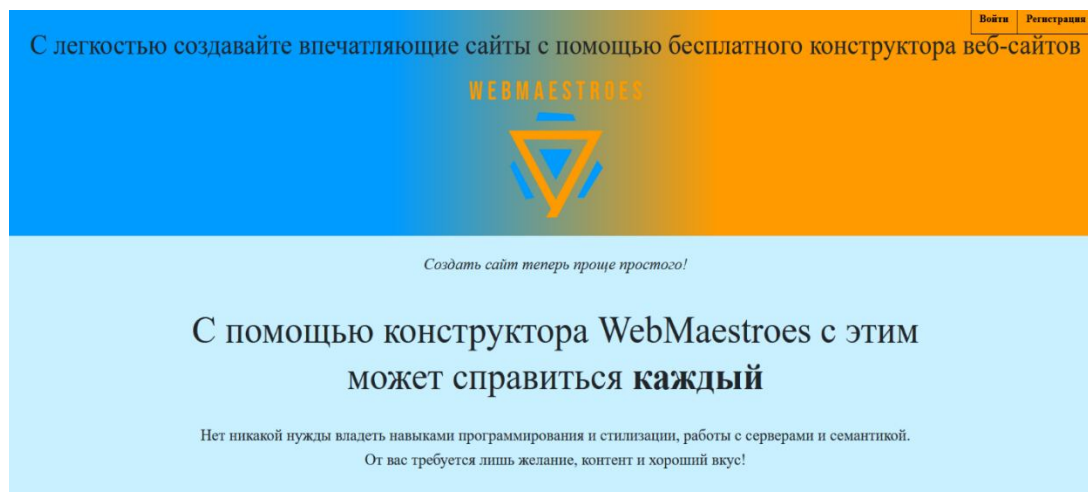 Войти Регистрация
С легкостью создавайте впечатляющие сайты с помощью бесплатного конструктора веб-сайтов
WEBMAESTROES
Создать сайт теперь проще простого!
С помощью конструктора WebMaestroes с этим
может справиться каждый
Нет никакой нужды владеть навыками программирования и стилизации, работы с серверами и семантикой.
От вас требуется лишь желание, контент и хороший вкус!